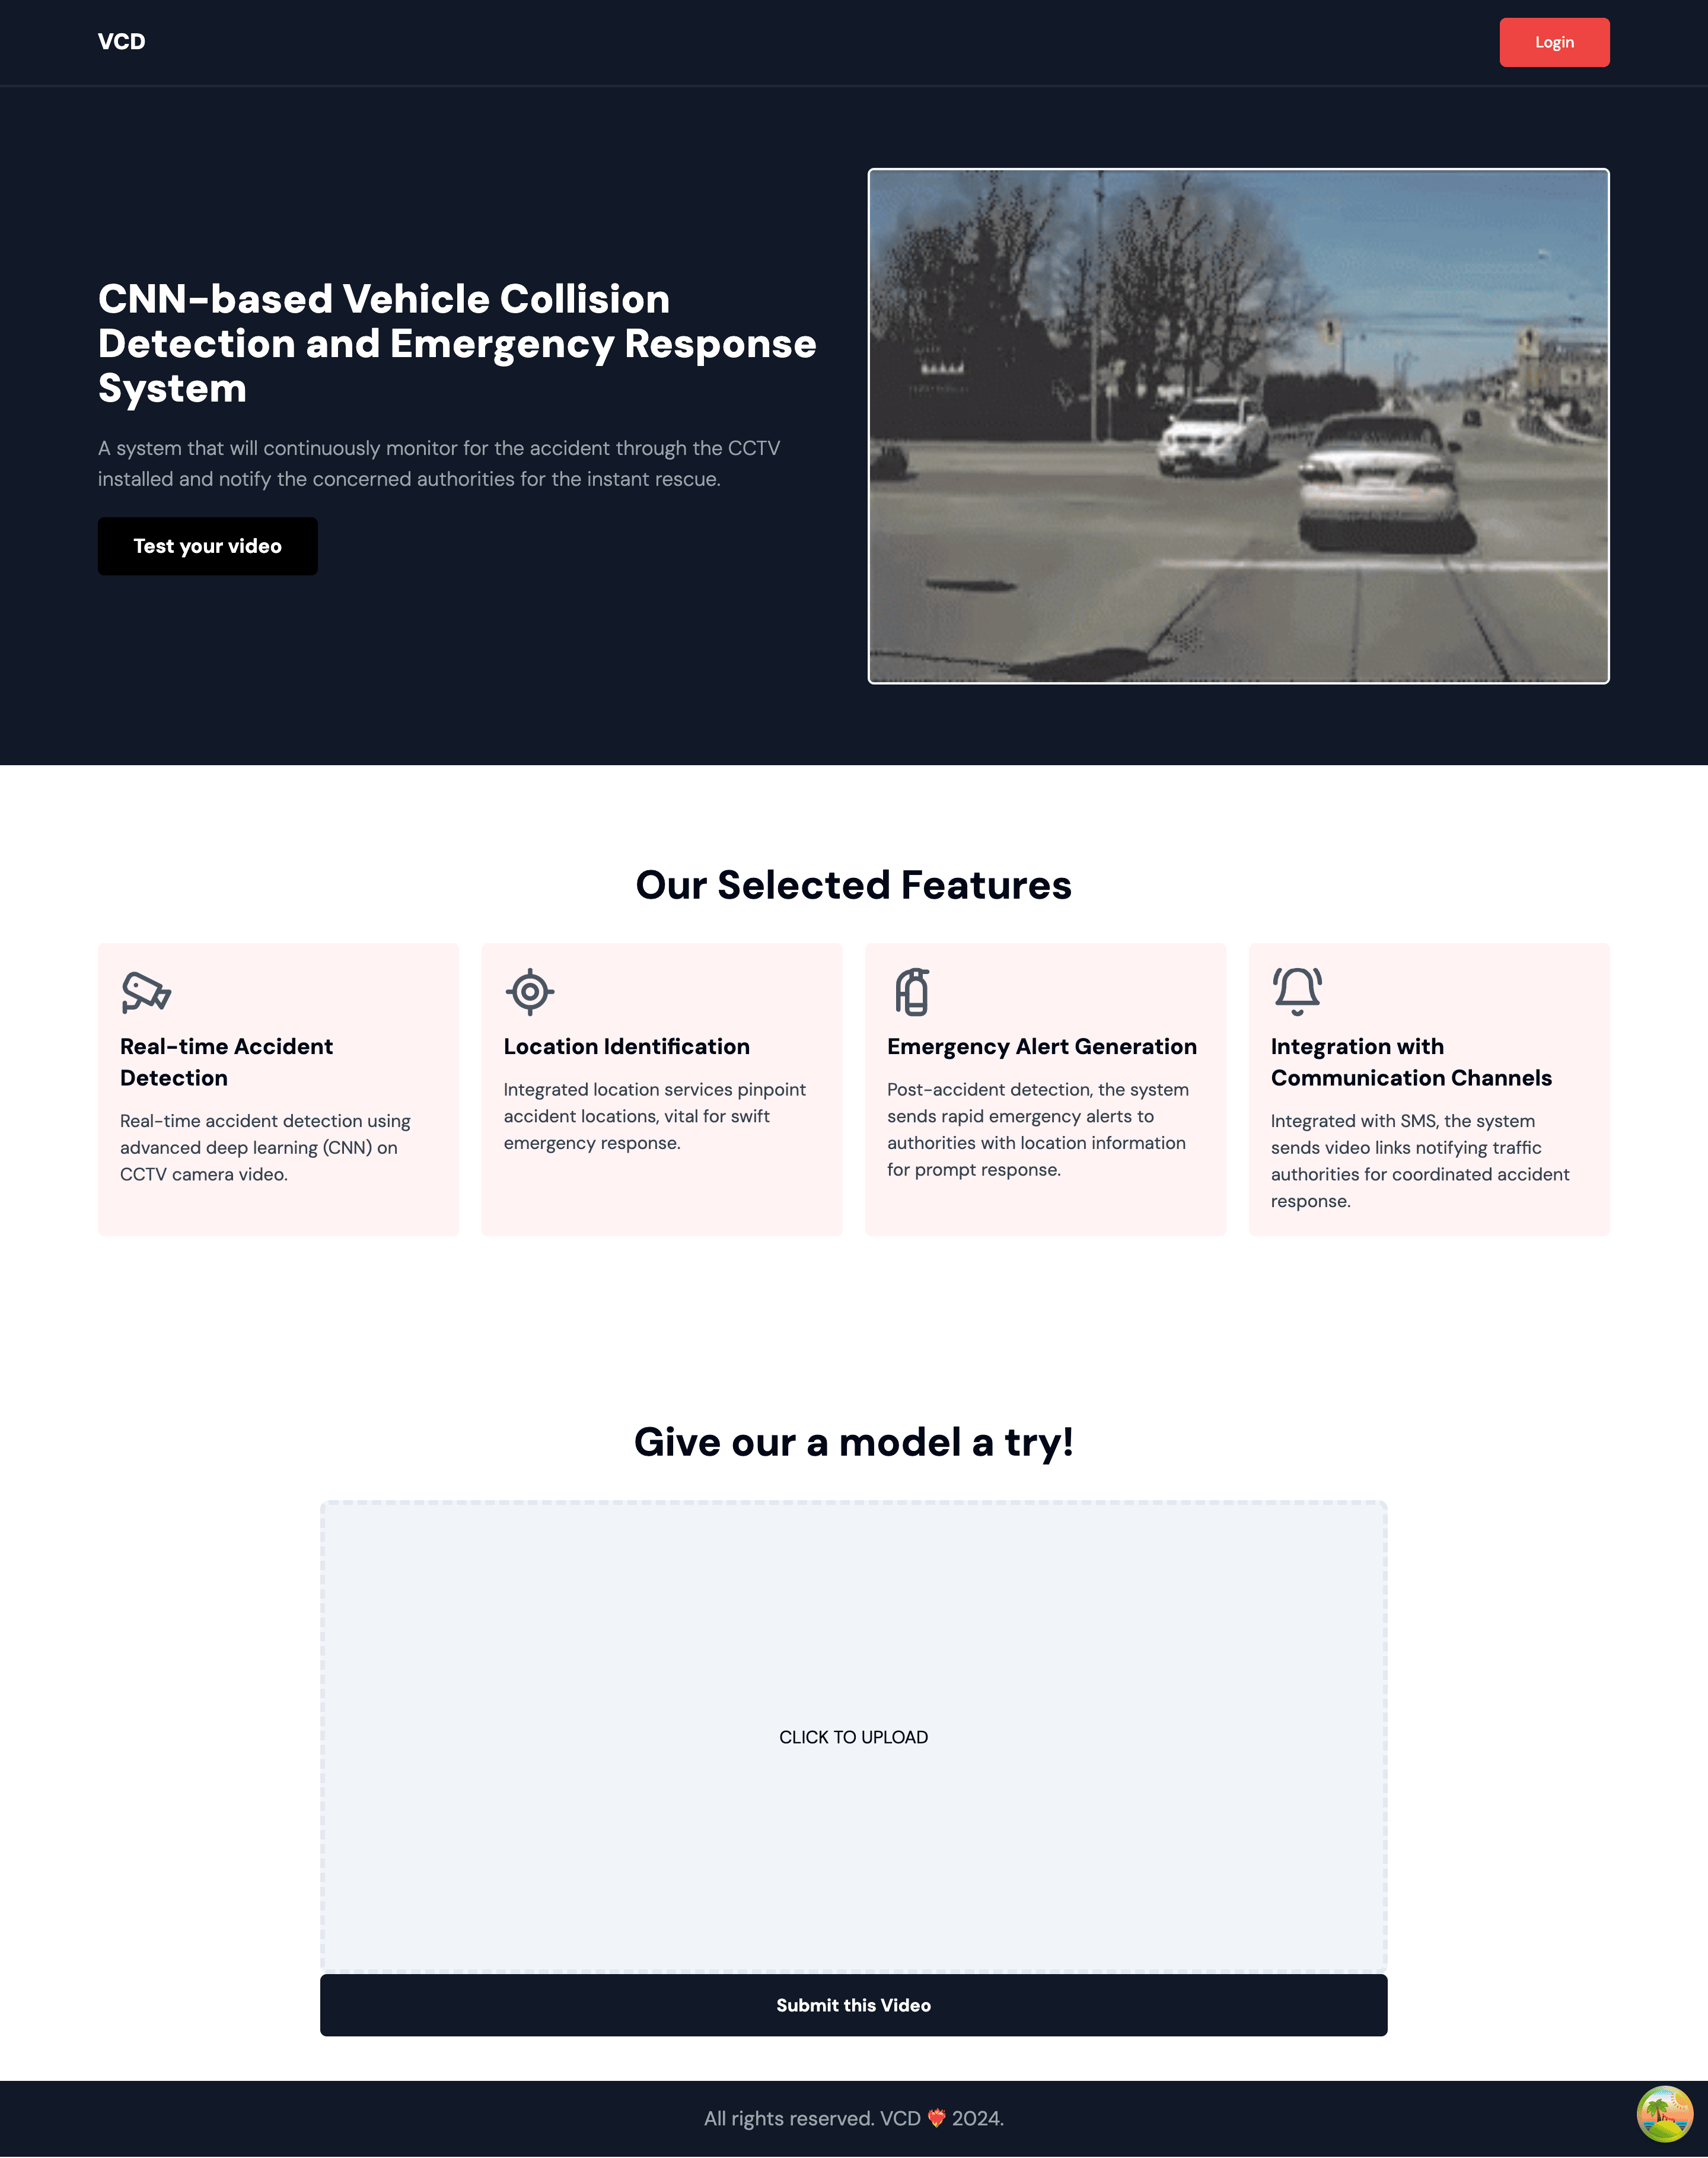 VCD
Login
CNN-based Vehicle Collision
Detection and Emergency Response
System
A system that will continuously monitor for the accident through the CCTV
installed and notify the concerned authorities for the instant rescue.
Test your video
Our Selected Features
Real-time Accident
Detection
Real-time accident detection using
advanced deep learning (CNN) on
CCTV camera video.
Location Identification
Integrated location services pinpoint
accident locations, vital for swift
emergency response.
Emergency Alert Generation
Post-accident detection, the system
sends rapid emergency alerts to
authorities with location information
for prompt response.
Integration with
Communication Channels
Integrated with SMS, the system
sends video links notifying traffic
authorities for coordinated accident
response.
Give our a model a try!
CLICK TO UPLOAD
Submit this Video
All rights reserved. VCD ❤️‍🔥 2024.